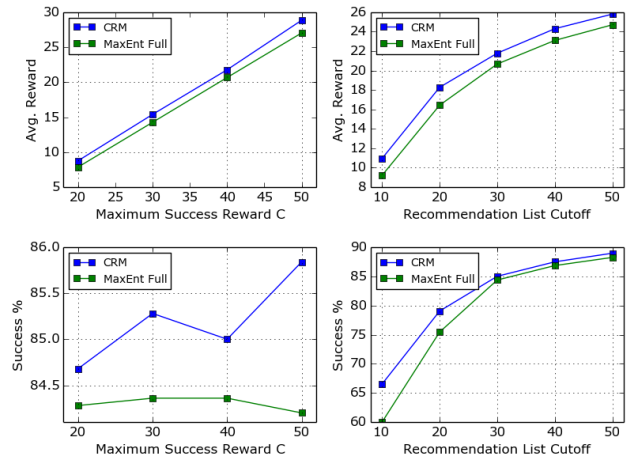 30
25
20
15
10
5
Avg. Reward
CRM
MaxEnt Full
20 25 30 35 40 45 50
Maximum Success Reward C
26
24
22
20
18
16
14
12
10
8
Avg. Reward
CRM
MaxEnt Full
10 20 30 40 50
Recommendation List Cutoff
86.0
85.5
85.0
84.5
Success %
CRM
MaxEnt Full
20 30 40 50
Maximum Success Reward C
90
85
80
75
70
65
60
Success %
CRM
MaxEnt Full
10 20 30 40 50
Recommendation List Cutoff